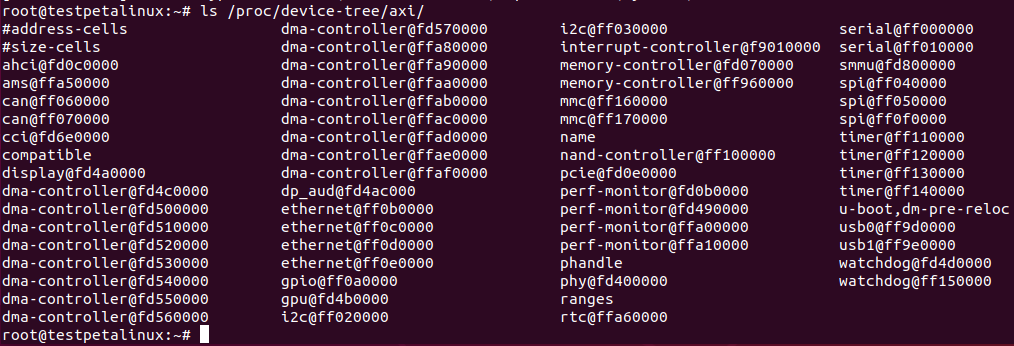 root@testpetalinux:~# ls /proc/device-tree/axi/
#address-cells dma-controller@fd570000 i2c@ff030000 serial@ff000000
#size-cells dma-controller@ffa80000 interrupt-controller@f9010000 serial@ff010000
ahci@fd0c0000 dma-controller@ffa90000 memory-controller@fd070000 smmu@fd800000
ams@ffa50000 dma-controller@ffaa0000 memory-controller@ff960000 spi@ff040000
can@ff060000 dma-controller@ffab0000 mmc@ff160000 spi@ff050000
can@ff070000 dma-controller@ffac0000 mmc@ff170000 spi@ff0f0000
cci@fd6e0000 dma-controller@ffad0000 name timer@ff110000
compatible dma-controller@ffae0000 nand-controller@ff100000 timer@ff120000
display@fd4a0000 dma-controller@ffaf0000 pcie@fd0e0000 timer@ff130000
dma-controller@fd4c0000 dp_aud@fd4ac000 perf-monitor@fd0b0000 timer@ff140000
dma-controller@fd500000 ethernet@ff0b0000 perf-monitor@fd490000 u-boot,dm-pre-reloc
dma-controller@fd510000 ethernet@ff0c0000 perf-monitor@ffa00000 usb0@ff9d0000
dma-controller@fd520000 ethernet@ff0d0000 perf-monitor@ffa10000 usb1@ff9e0000
dma-controller@fd530000 ethernet@ff0e0000 phandle watchdog@fd4d0000
dma-controller@fd540000 gpio@ff0a0000 phy@fd400000 watchdog@ff150000
dma-controller@fd550000 gpu@fd4b0000 ranges
dma-controller@fd560000 i2c@ff020000 rtc@ffa60000
root@testpetalinux:~#